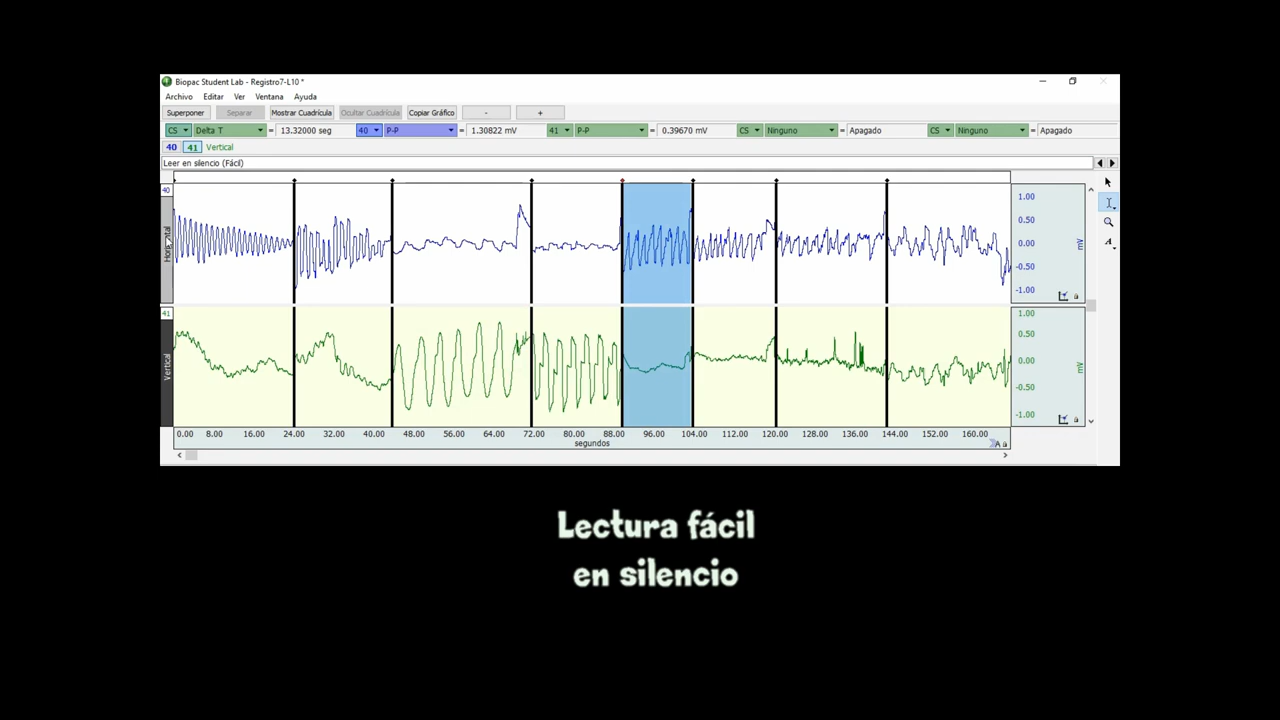 Biopac Student Lab - Registro7-L10 *
Archivo Editar Ver Ventana Ayuda
Superponer Separar Mostrar Cuadrícula Ocultar Cuadrícula Copiar Gráfico - +
CS Delta T = 13.32000 seg 40 P-P = 1.30822 mV 41 P-P = 0.39670 mV CS Ninguno = Apagado CS Ninguno = Apagado
40 41 Vertical
Leer en silencio (Fácil)
40
Horizontal
1.00
0.50
0.00
-0.50
-1.00
mV
41
Vertical
1.00
0.50
0.00
-0.50
-1.00
mV
0.00 8.00 16.00 24.00 32.00 40.00 48.00 56.00 64.00 72.00 80.00 88.00 96.00 104.00 112.00 120.00 128.00 136.00 144.00 152.00 160.00
segundos
Lectura fácil
en silencio